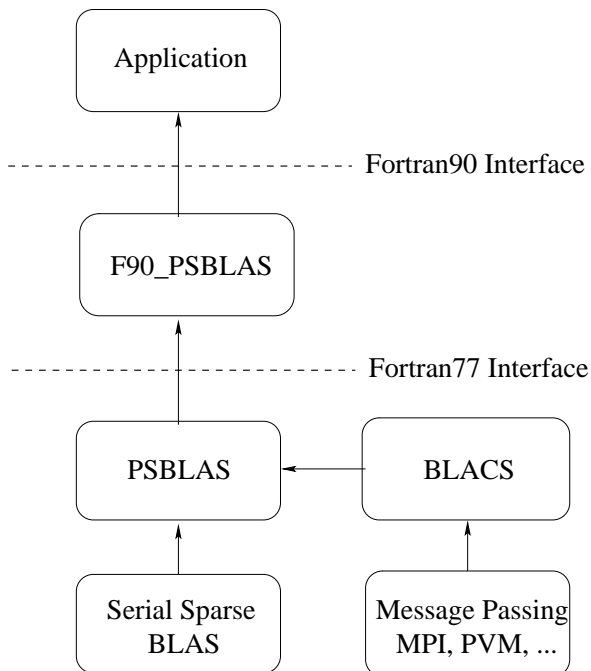 Application
Fortran90 Interface
F90_PSBLAS
Fortran77 Interface
PSBLAS
BLACS
Serial Sparse
BLAS
Message Passing
MPI, PVM, ...